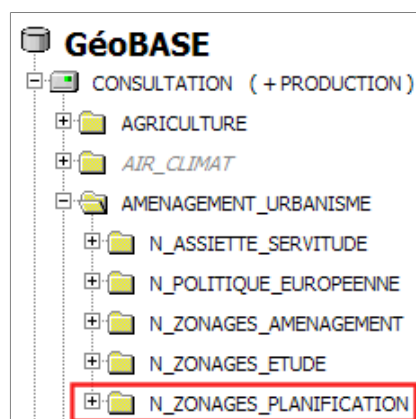 GéoBASE
CONSULTATION (+PRODUCTION)
AGRICULTURE
AIR_CLIMAT
AMENAGEMENT_URBANISME
N_ASSIETTE_SERVITUDE
N_POLITIQUE_EUROPEENNE
N_ZONAGES_AMENAGEMENT
N_ZONAGES_ETUDE
N_ZONAGES_PLANIFICATION